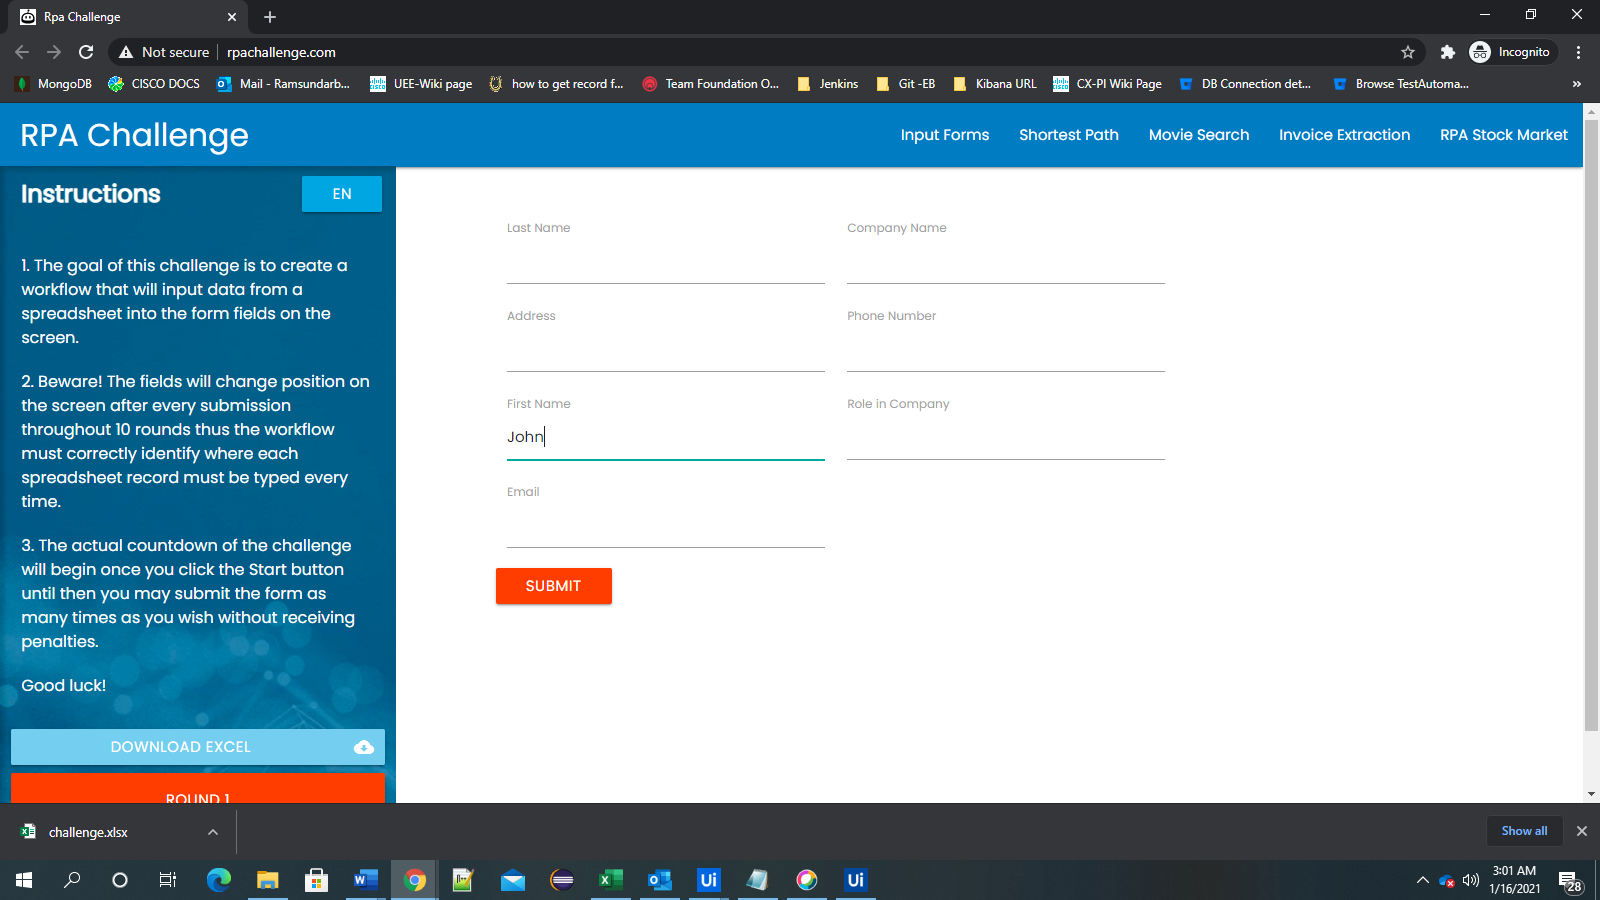 Rpa Challenge
Not secure
rpachallenge.com
Incognito
MongoDB
CISCO DOCS
Mail - Ramsundarb...
UEE-Wiki page
how to get record f...
Team Foundation O...
Jenkins
Git -EB
Kibana URL
CX-PI Wiki Page
DB Connection det...
Browse TestAutoma...
»
RPA Challenge
Input Forms
Shortest Path
Movie Search
Invoice Extraction
RPA Stock Market
Instructions
EN
1. The goal of this challenge is to create a
workflow that will input data from a
spreadsheet into the form fields on the
screen.
2. Beware! The fields will change position on
the screen after every submission
throughout 10 rounds thus the workflow
must correctly identify where each
spreadsheet record must be typed every
time.
3. The actual countdown of the challenge
will begin once you click the Start button
until then you may submit the form as
many times as you wish without receiving
penalties.
Good luck!
DOWNLOAD EXCEL
ROUND 1
Last Name
Company Name
Address
Phone Number
First Name
Role in Company
John
Email
SUBMIT
challenge.xlsx
Show all
3:01 AM
1/16/2021
28